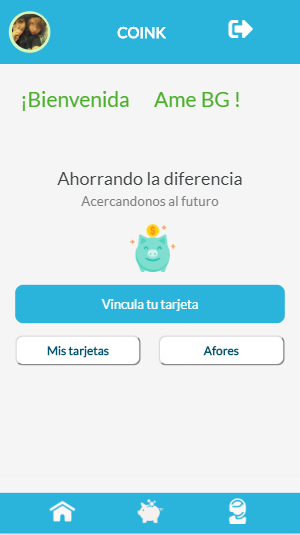 COINK
¡Bienvenida Ame BG !
Ahorrando la diferencia
Acercandonos al futuro
$
Vincula tu tarjeta
Mis tarjetas Afores